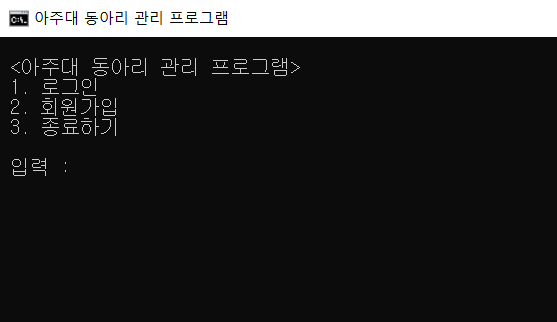 아주대 동아리 관리 프로그램
<아주대 동아리 관리 프로그램>
1. 로그인
2. 회원가입
3. 종료하기
입력 :